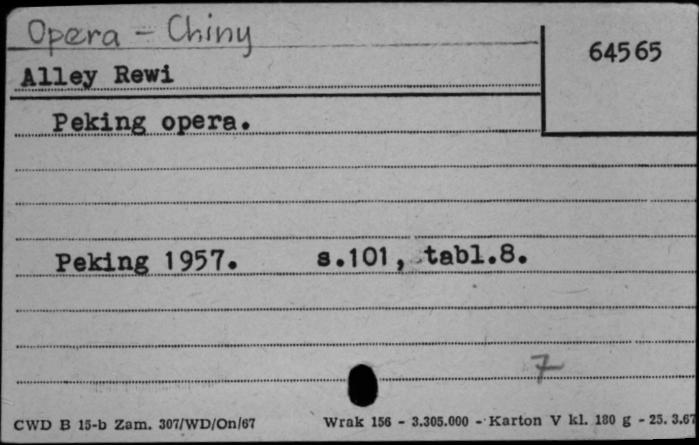 Opera - Chiny
64565
Alley Rewi
Peking opera.
Peking 1957. s.101, tabl.8.
7
CWD B 15-b Zam. 307/WD/On/67 Wrak 156 - 3.305.000 - Karton V kl. 180 g - 25. 3.67